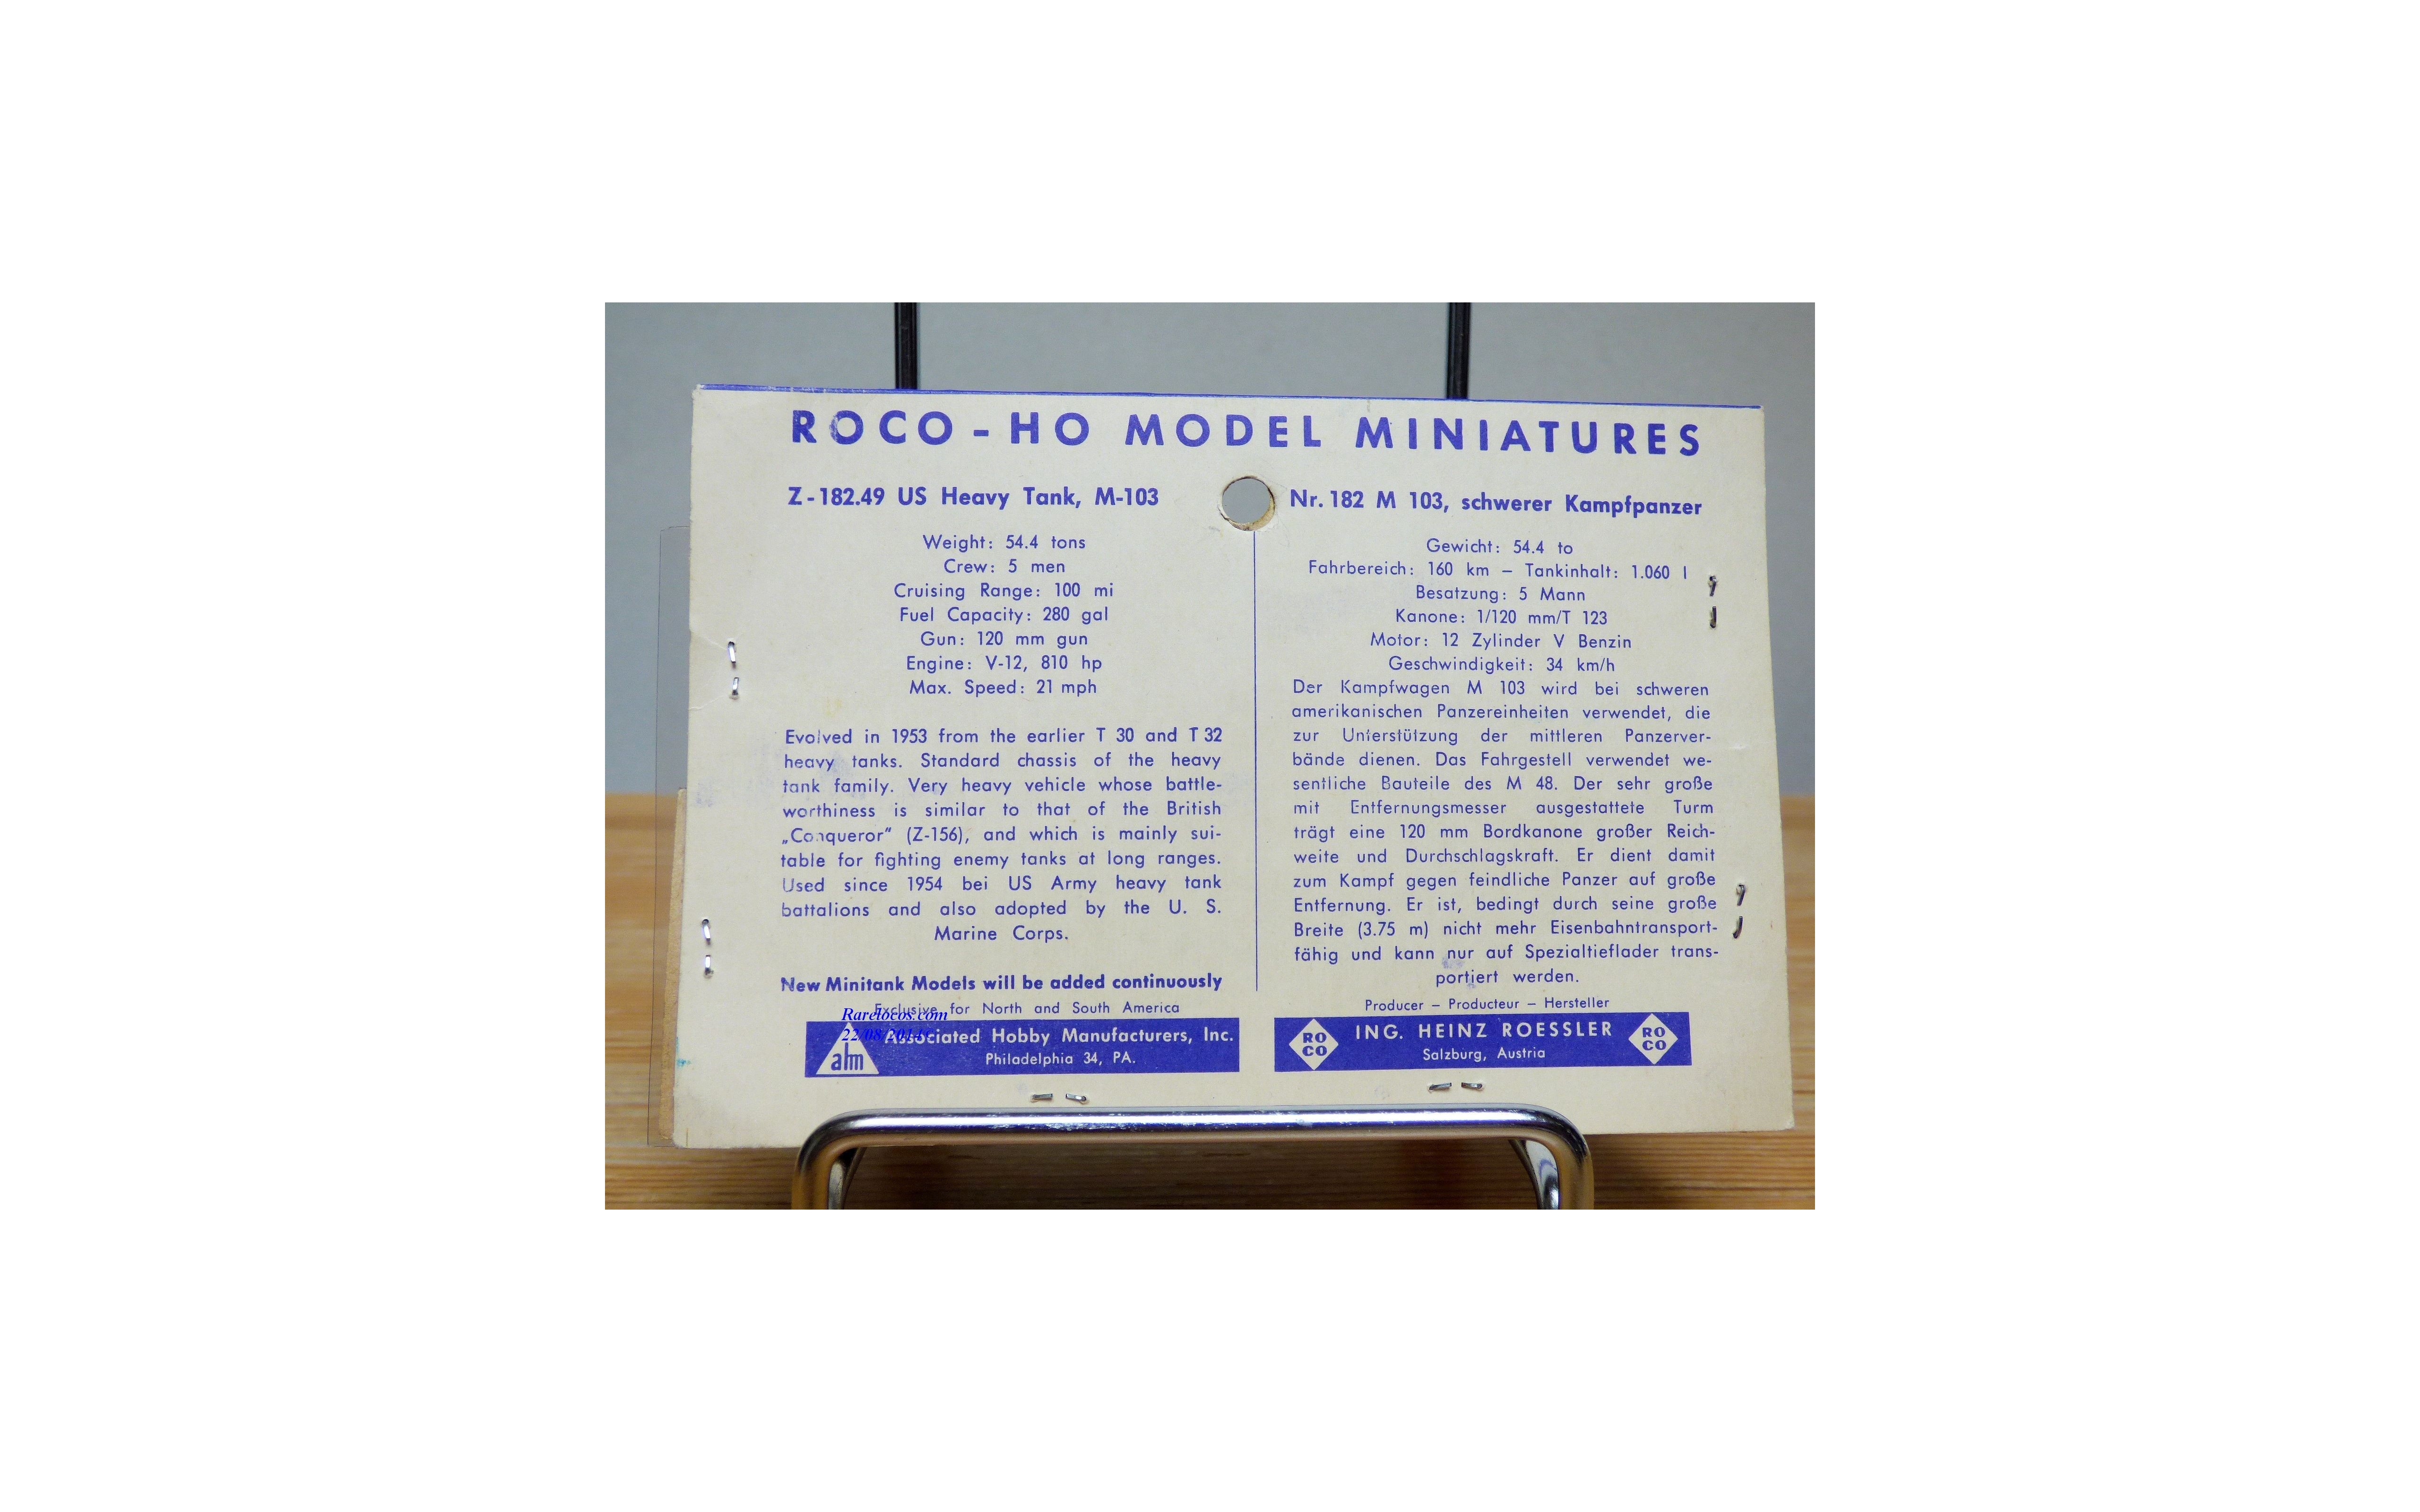 ROCO - HO MODEL MINIATURES
Z-182.49 US Heavy Tank, M-103
Weight: 54.4 tons
Crew: 5 men
Cruising Range: 100 mi
Fuel Capacity: 280 gal
Gun: 120 mm gun
Engine: V-12, 810 hp
Max. Speed: 21 mph
Evolved in 1953 from the earlier T 30 and T 32
heavy tanks. Standard chassis of the heavy
tank family. Very heavy vehicle whose battle-
worthiness is similar to that of the British
„Conqueror“ (Z-156), and which is mainly sui-
table for fighting enemy tanks at long ranges.
Used since 1954 bei US Army heavy tank
battalions and also adopted by the U. S.
Marine Corps.
New Minitank Models will be added continuously
Exclusive for North and South America
Associated Hobby Manufacturers, Inc.
Philadelphia 34, PA.
ahm
Rarelocos.com
22/08/2014
Nr. 182 M 103, schwerer Kampfpanzer
Gewicht: 54.4 to
Fahrbereich: 160 km – Tankinhalt: 1.060 l
Besatzung: 5 Mann
Kanone: 1/120 mm/T 123
Motor: 12 Zylinder V Benzin
Geschwindigkeit: 34 km/h
Der Kampfwagen M 103 wird bei schweren
amerikanischen Panzereinheiten verwendet, die
zur Unterstützung der mittleren Panzerver-
bände dienen. Das Fahrgestell verwendet we-
sentliche Bauteile des M 48. Der sehr große
mit Entfernungsmesser ausgestattete Turm
trägt eine 120 mm Bordkanone großer Reich-
weite und Durchschlagskraft. Er dient damit
zum Kampf gegen feindliche Panzer auf große
Entfernung. Er ist, bedingt durch seine große
Breite (3.75 m) nicht mehr Eisenbahntransport-
fähig und kann nur auf Spezialtieflader trans-
portiert werden.
Producer – Producteur – Hersteller
RO
CO
ING. HEINZ ROESSLER
Salzburg, Austria
RO
CO